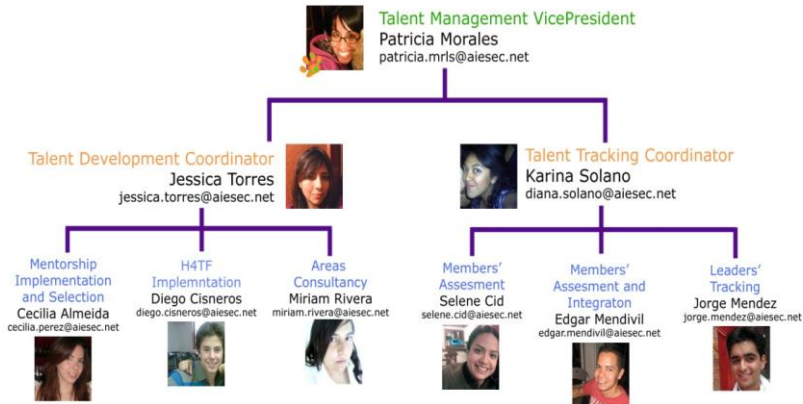 Talent Management VicePresident
Patricia Morales
patricia.mrls@aiesec.net
Talent Development Coordinator
Jessica Torres
jessica.torres@aiesec.net
Talent Tracking Coordinator
Karina Solano
diana.solano@aiesec.net
Mentorship
Implementation
and Selection
Cecilia Almeida
cecilia.perez@aiesec.net
H4TF
Implemntation
Diego Cisneros
diego.cisneros@aiesec.net
Areas
Consultancy
Miriam Rivera
miriam.rivera@aiesec.net
Members'
Assesment
Selene Cid
selene.cid@aiesec.net
Members'
Assesment and
Integraton
Edgar Mendivil
edgar.mendivil@aiesec.net
Leaders'
Tracking
Jorge Mendez
jorge.mendez@aiesec.net